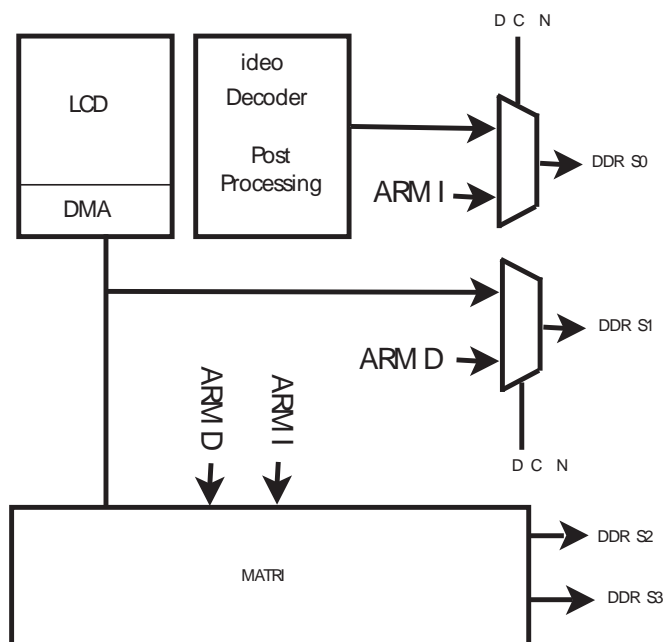 D C N
LCD
DMA
ideo
Decoder
Post
Processing
ARM I
DDR S0
DDR S1
ARM D
D C N
ARM D
ARM I
MATRI
DDR S2
DDR S3